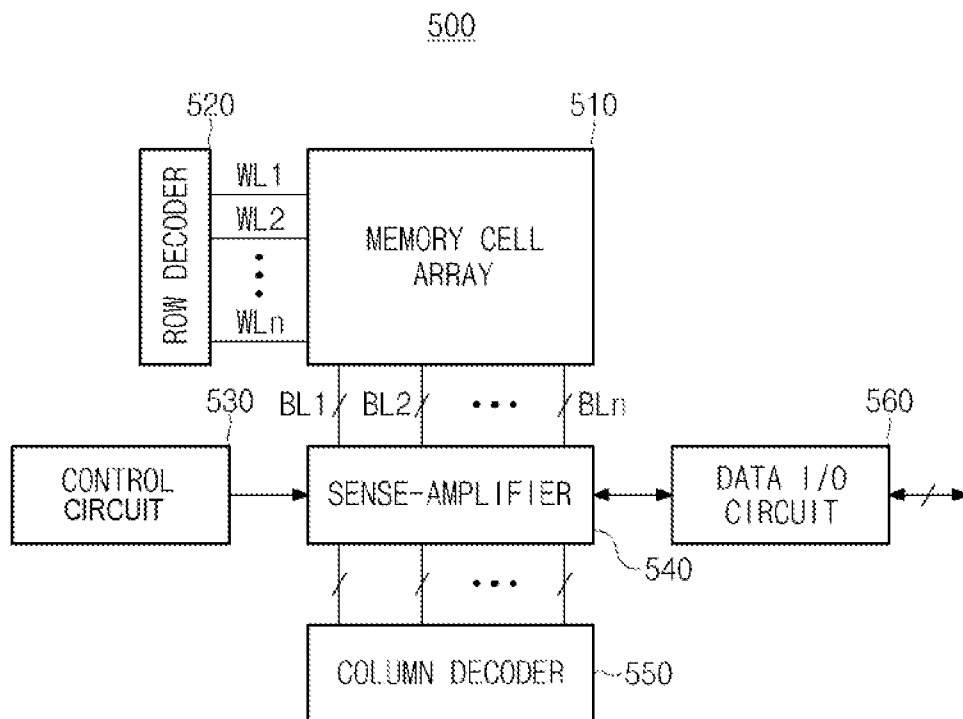 500
520
510
ROW DECODER
WL1
WL2
WLn
MEMORY CELL
ARRAY
530
BL1
BL2
BLn
560
CONTROL
CIRCUIT
SENSE-AMPLIFIER
DATA I/O
CIRCUIT
540
COLUMN DECODER
550